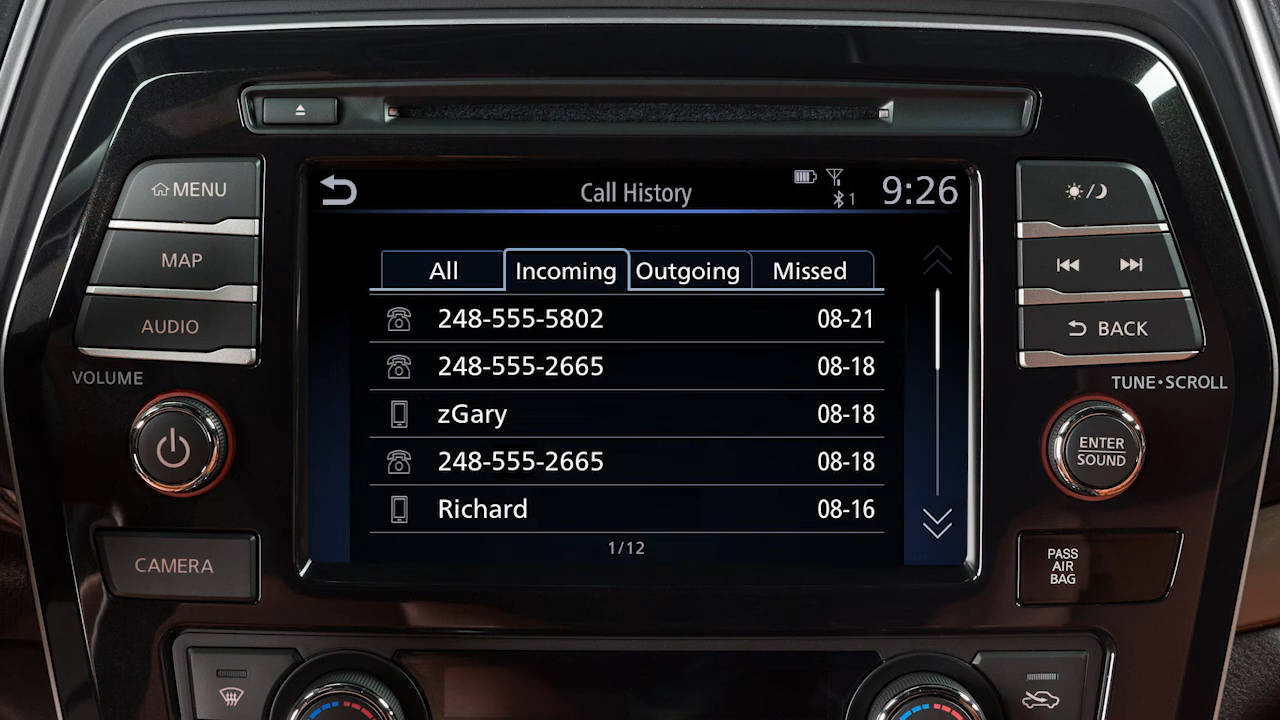 MENU
MAP
AUDIO
VOLUME
CAMERA
Call History
1
9:26
All Incoming Outgoing Missed
248-555-5802 08-21
248-555-2665 08-18
zGary 08-18
248-555-2665 08-18
Richard 08-16
1/12
BACK
TUNE•SCROLL
ENTER
SOUND
PASS
AIR
BAG